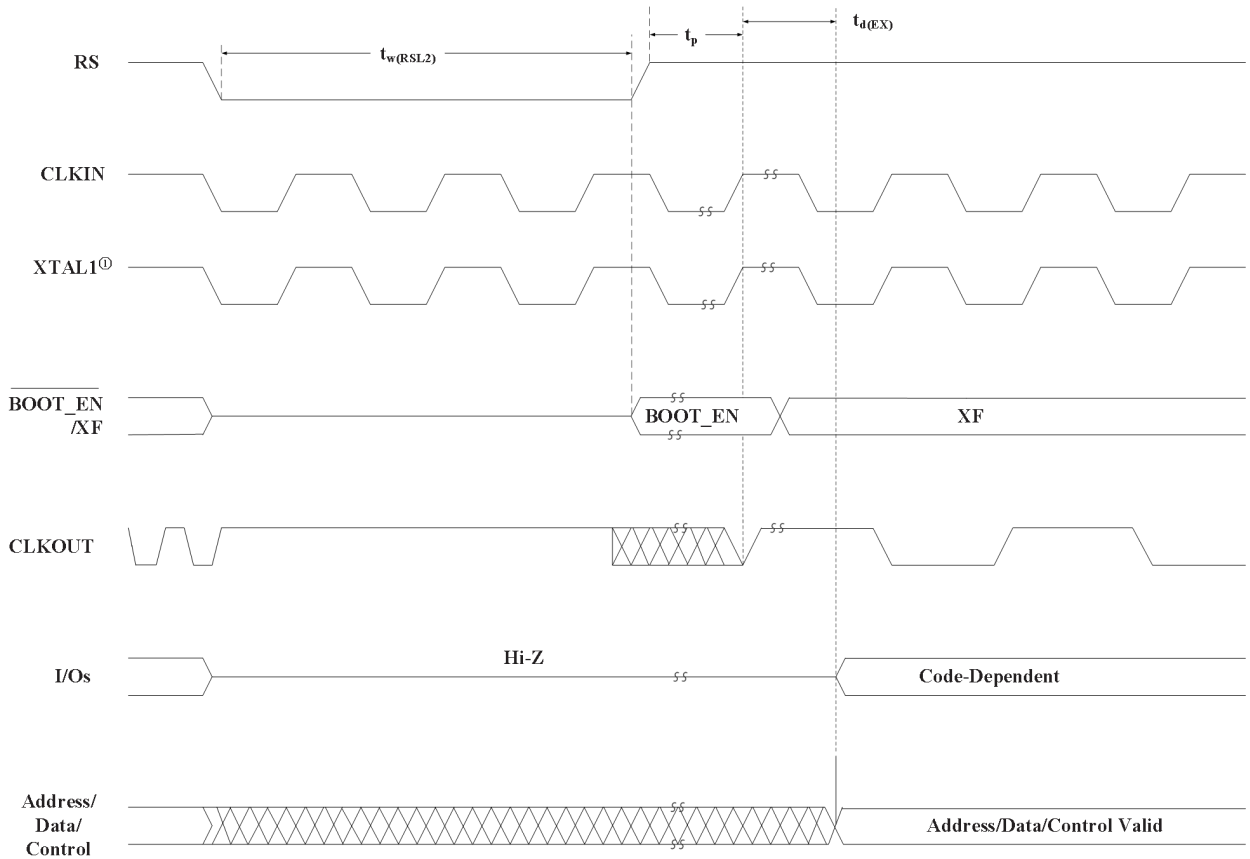 t_d(EX)
t_p
t_w(RSL2)
RS
CLKIN
XTAL1①
BOOT_EN
/XF
BOOT_EN
XF
CLKOUT
Hi-Z
I/Os
Code-Dependent
Address/
Data/
Control
Address/Data/Control Valid